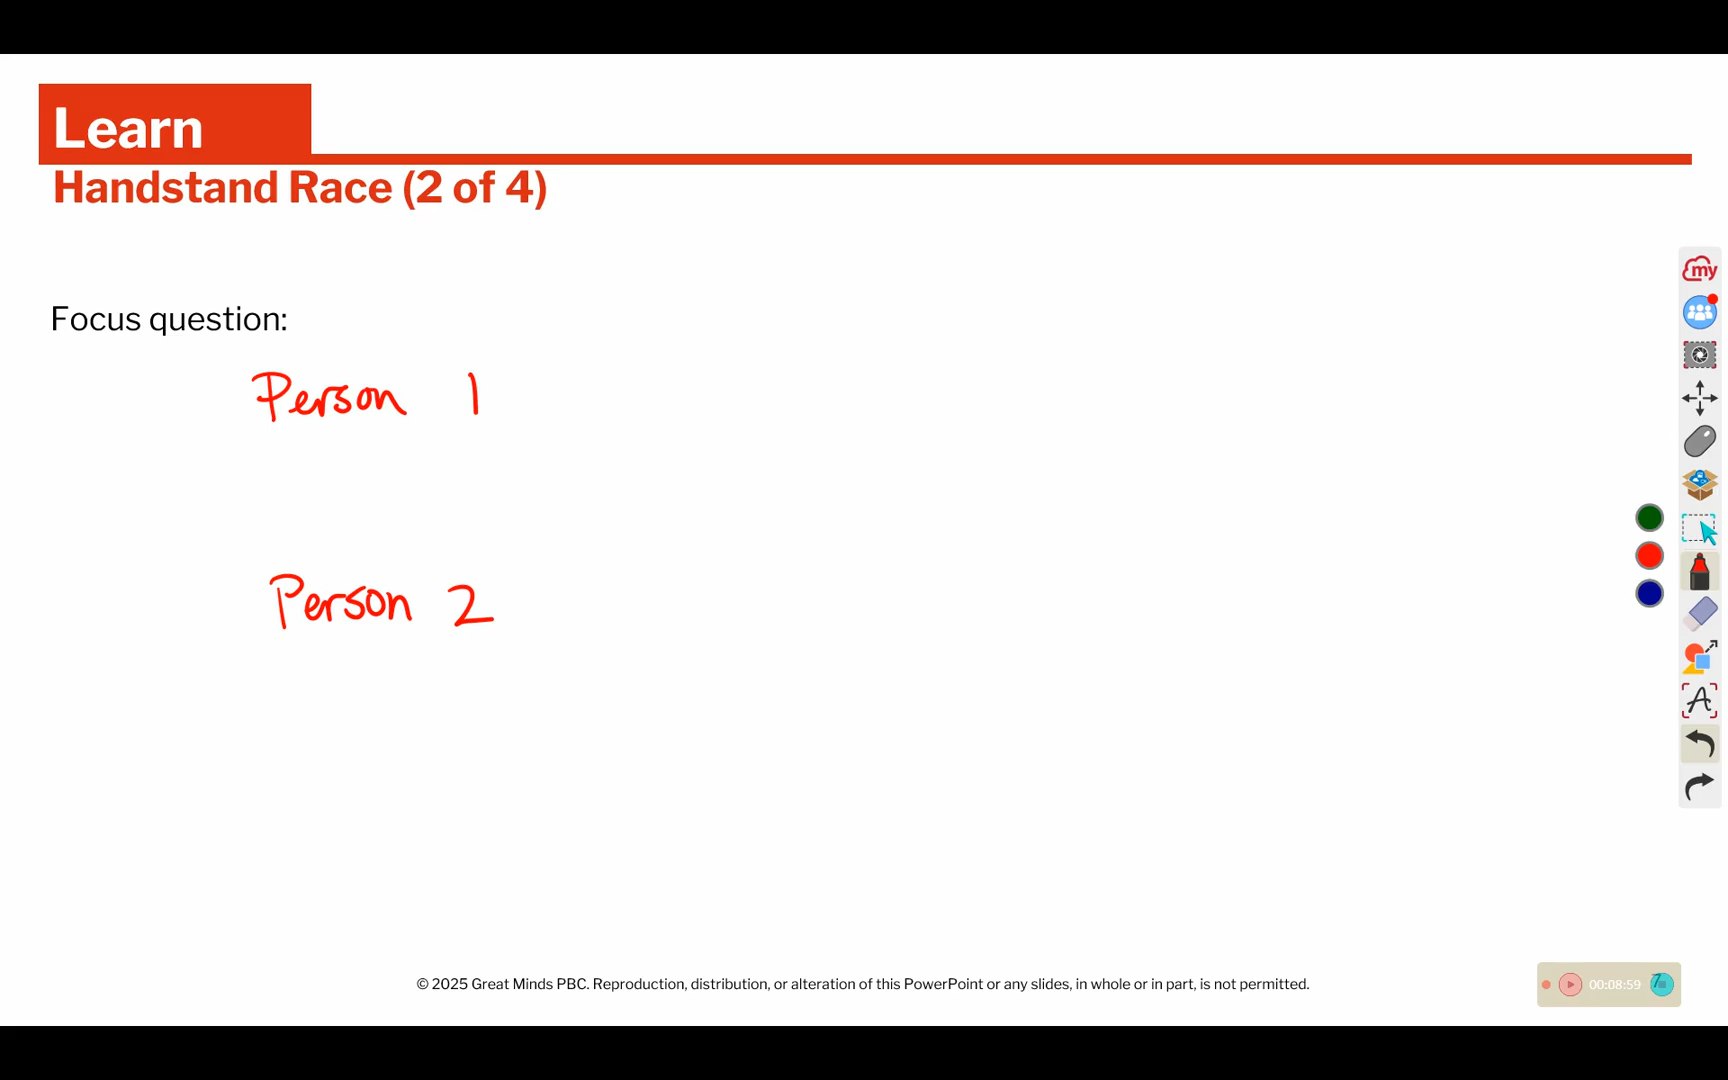 Learn
Handstand Race (2 of 4)
my
Focus question:
Person 1
Person 2
A
© 2025 Great Minds PBC. Reproduction, distribution, or alteration of this PowerPoint or any slides, in whole or in part, is not permitted.
00:08:59
7